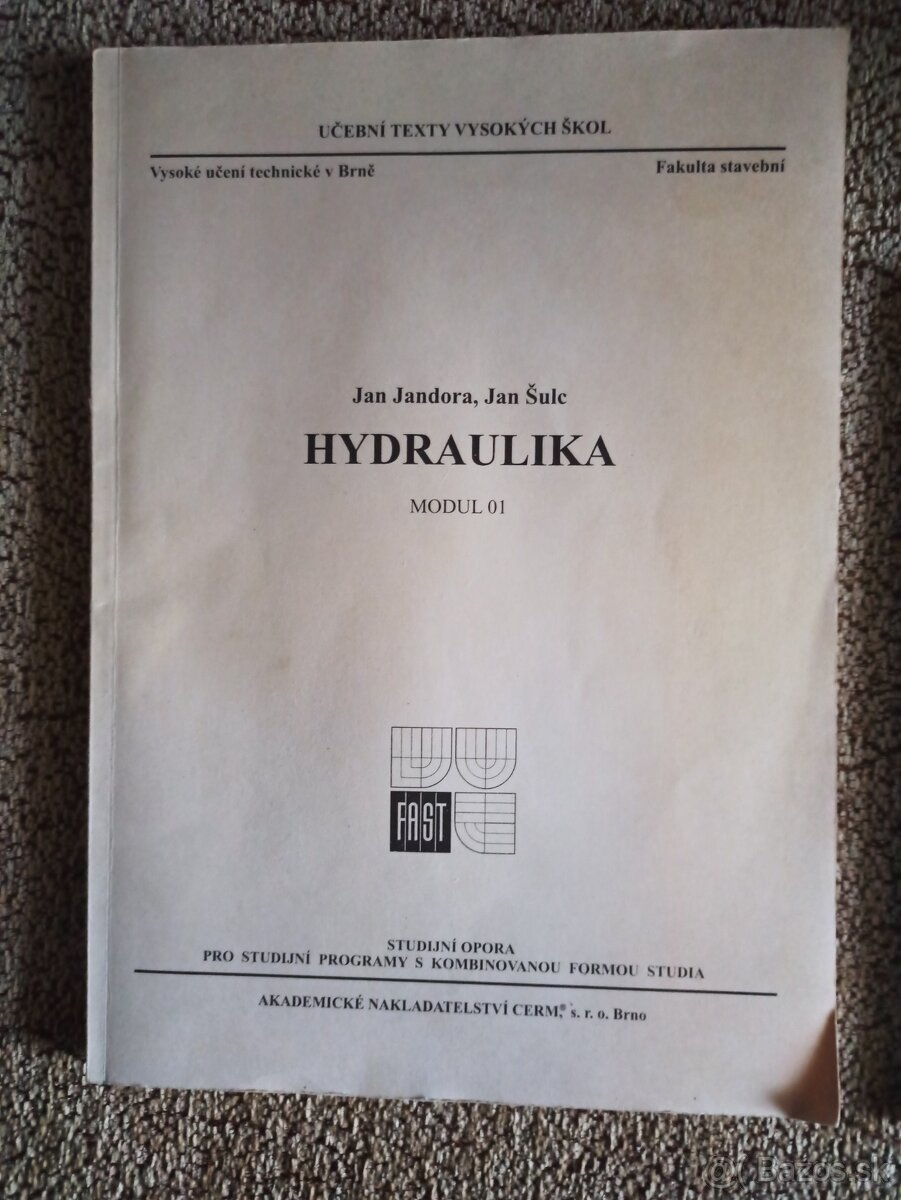 UČEBNÍ TEXTY VYSOKÝCH ŠKOL
Vysoké učení technické v Brně Fakulta stavební
Jan Jandora, Jan Šulc
HYDRAULIKA
MODUL 01
FAST
STUDIJNÍ OPORA
PRO STUDIJNÍ PROGRAMY S KOMBINOVANOU FORMOU STUDIA
AKADEMICKÉ NAKLADATELSTVÍ CERM,® s. r. o. Brno
Bazos.sk